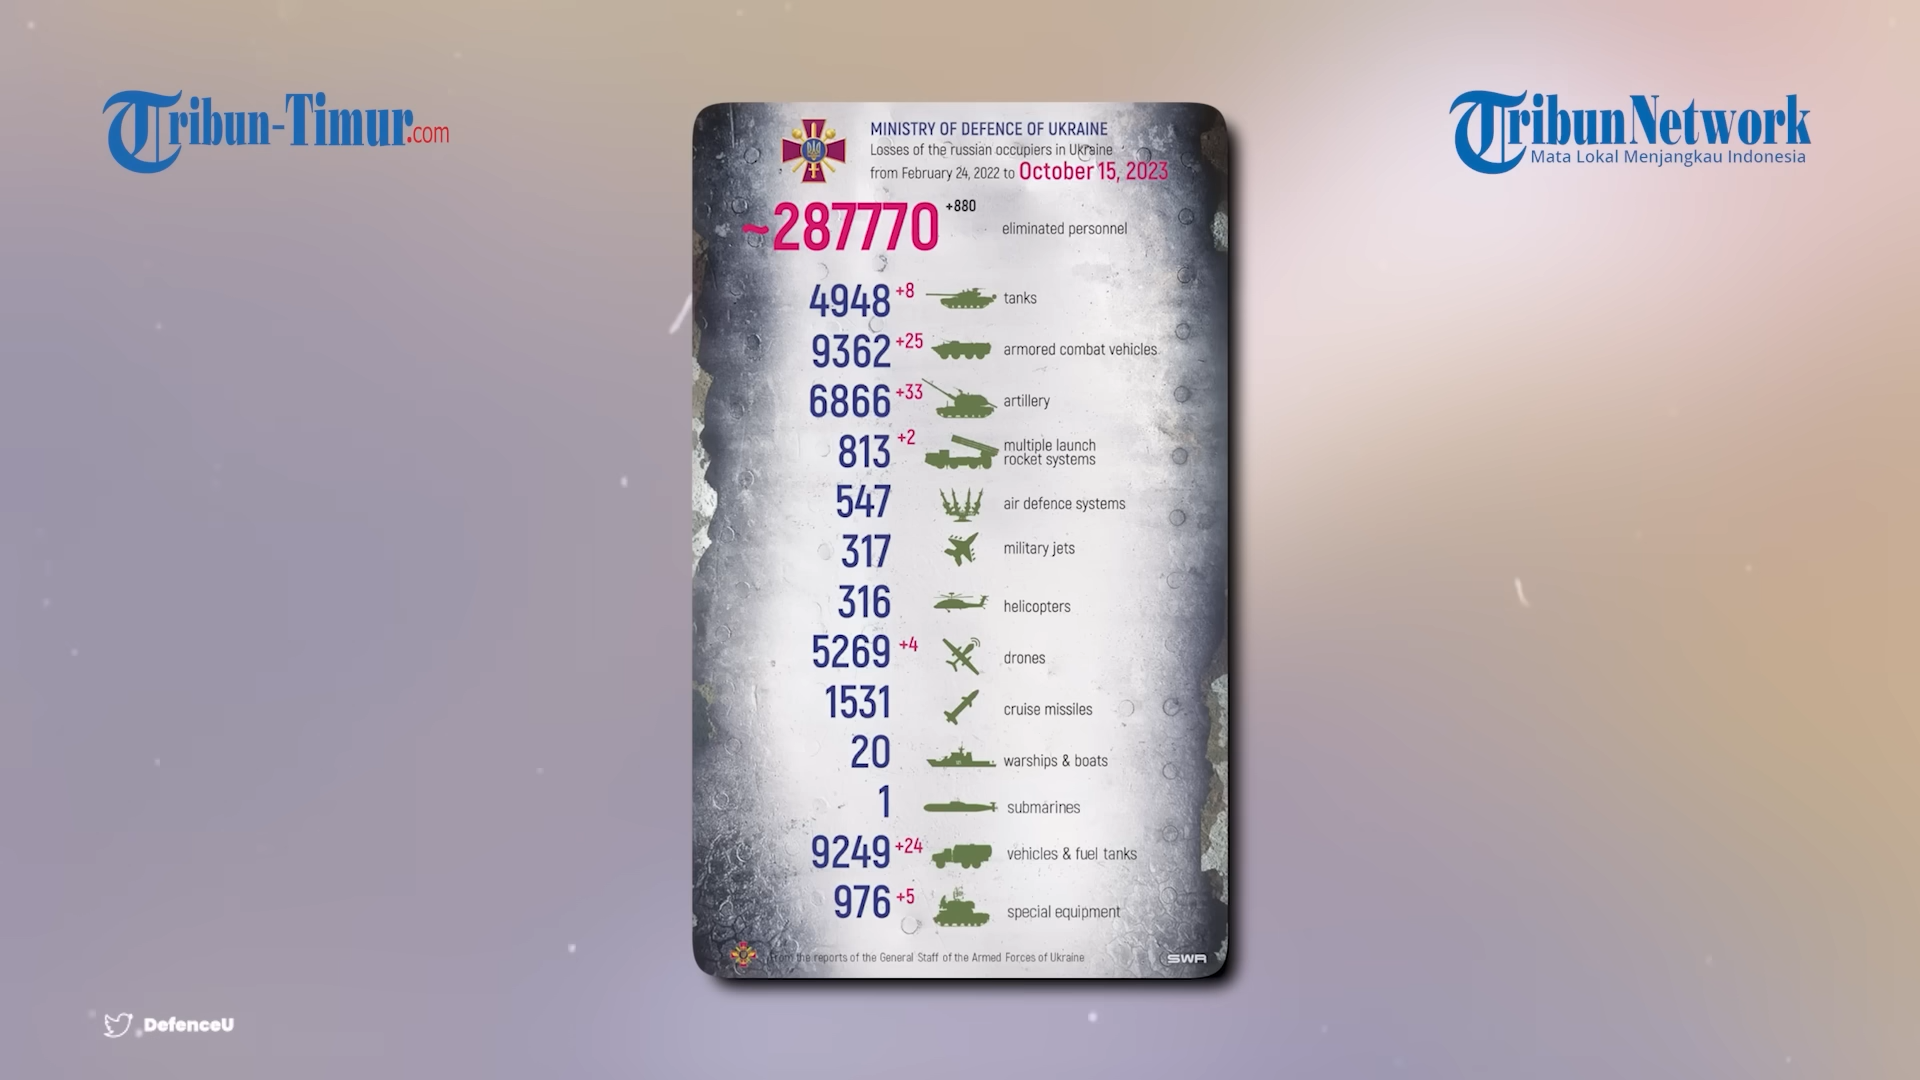 Tribun-Timur.com
TribunNetwork
Mata Lokal Menjangkau Indonesia
MINISTRY OF DEFENCE OF UKRAINE
Losses of the russian occupiers in Ukraine
from February 24, 2022 to October 15, 2023
~287770 +880 eliminated personnel
4948 +8 tanks
9362 +25 armored combat vehicles
6866 +33 artillery
813 +2 multiple launch
rocket systems
547 air defence systems
317 military jets
316 helicopters
5269 +4 drones
1531 cruise missiles
20 warships & boats
1 submarines
9249 +24 vehicles & fuel tanks
976 +5 special equipment
From the reports of the General Staff of the Armed Forces of Ukraine
SWA
DefenceU